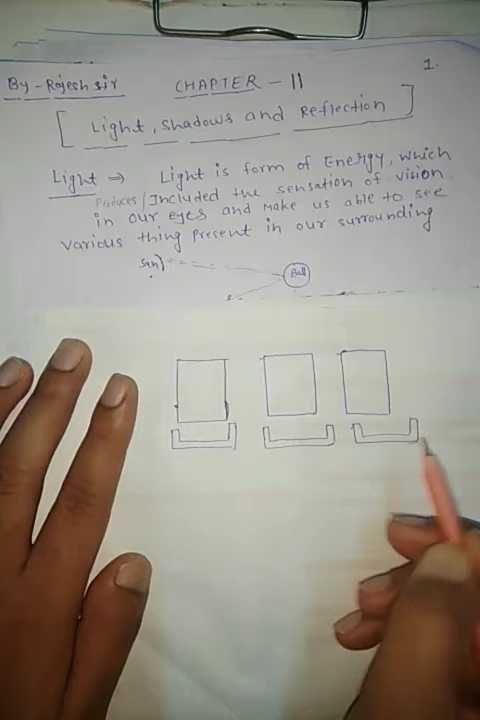 1.
By - Rajesh sir CHAPTER - 11
[ Light, Shadows and Reflection ]
Light ⇒ Light is form of Energy, which
Produces/Included the sensation of vision
in our eyes and make us able to see
various thing present in our surrounding
Sun
Ball